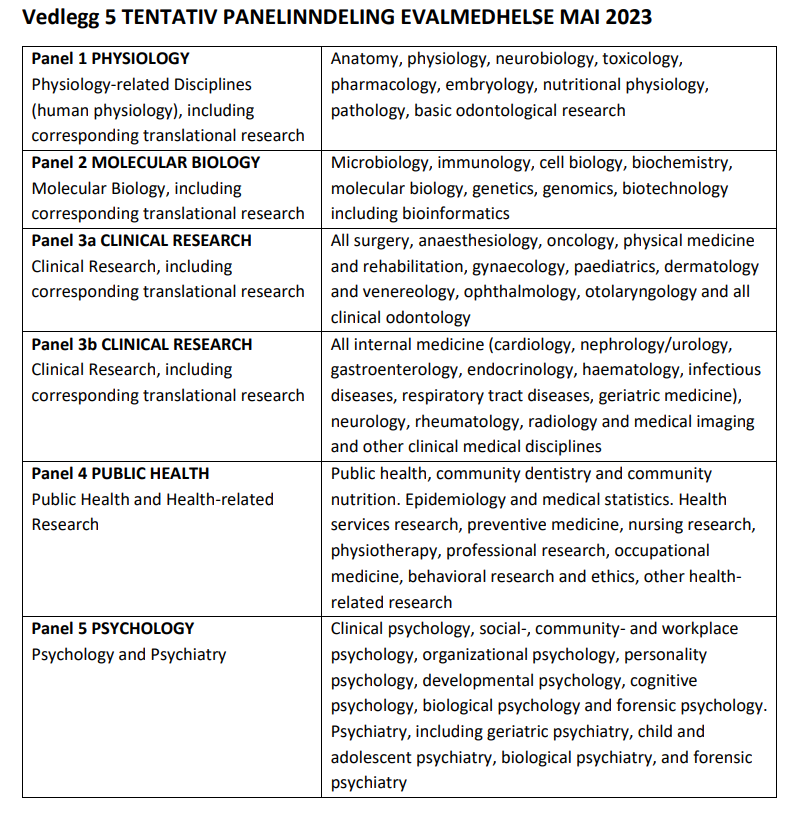 Vedlegg 5 TENTATIV PANELINNDELING EVALMEDHELSE MAI 2023
Panel 1 PHYSIOLOGY
Physiology-related Disciplines
(human physiology), including
corresponding translational research
Anatomy, physiology, neurobiology, toxicology,
pharmacology, embryology, nutritional physiology,
pathology, basic odontological research
Panel 2 MOLECULAR BIOLOGY
Molecular Biology, including
corresponding translational research
Microbiology, immunology, cell biology, biochemistry,
molecular biology, genetics, genomics, biotechnology
including bioinformatics
Panel 3a CLINICAL RESEARCH
Clinical Research, including
corresponding translational research
All surgery, anaesthesiology, oncology, physical medicine
and rehabilitation, gynaecology, paediatrics, dermatology
and venereology, ophthalmology, otolaryngology and all
clinical odontology
Panel 3b CLINICAL RESEARCH
Clinical Research, including
corresponding translational research
All internal medicine (cardiology, nephrology/urology,
gastroenterology, endocrinology, haematology, infectious
diseases, respiratory tract diseases, geriatric medicine),
neurology, rheumatology, radiology and medical imaging
and other clinical medical disciplines
Panel 4 PUBLIC HEALTH
Public Health and Health-related
Research
Public health, community dentistry and community
nutrition. Epidemiology and medical statistics. Health
services research, preventive medicine, nursing research,
physiotherapy, professional research, occupational
medicine, behavioral research and ethics, other health-
related research
Panel 5 PSYCHOLOGY
Psychology and Psychiatry
Clinical psychology, social-, community- and workplace
psychology, organizational psychology, personality
psychology, developmental psychology, cognitive
psychology, biological psychology and forensic psychology.
Psychiatry, including geriatric psychiatry, child and
adolescent psychiatry, biological psychiatry, and forensic
psychiatry